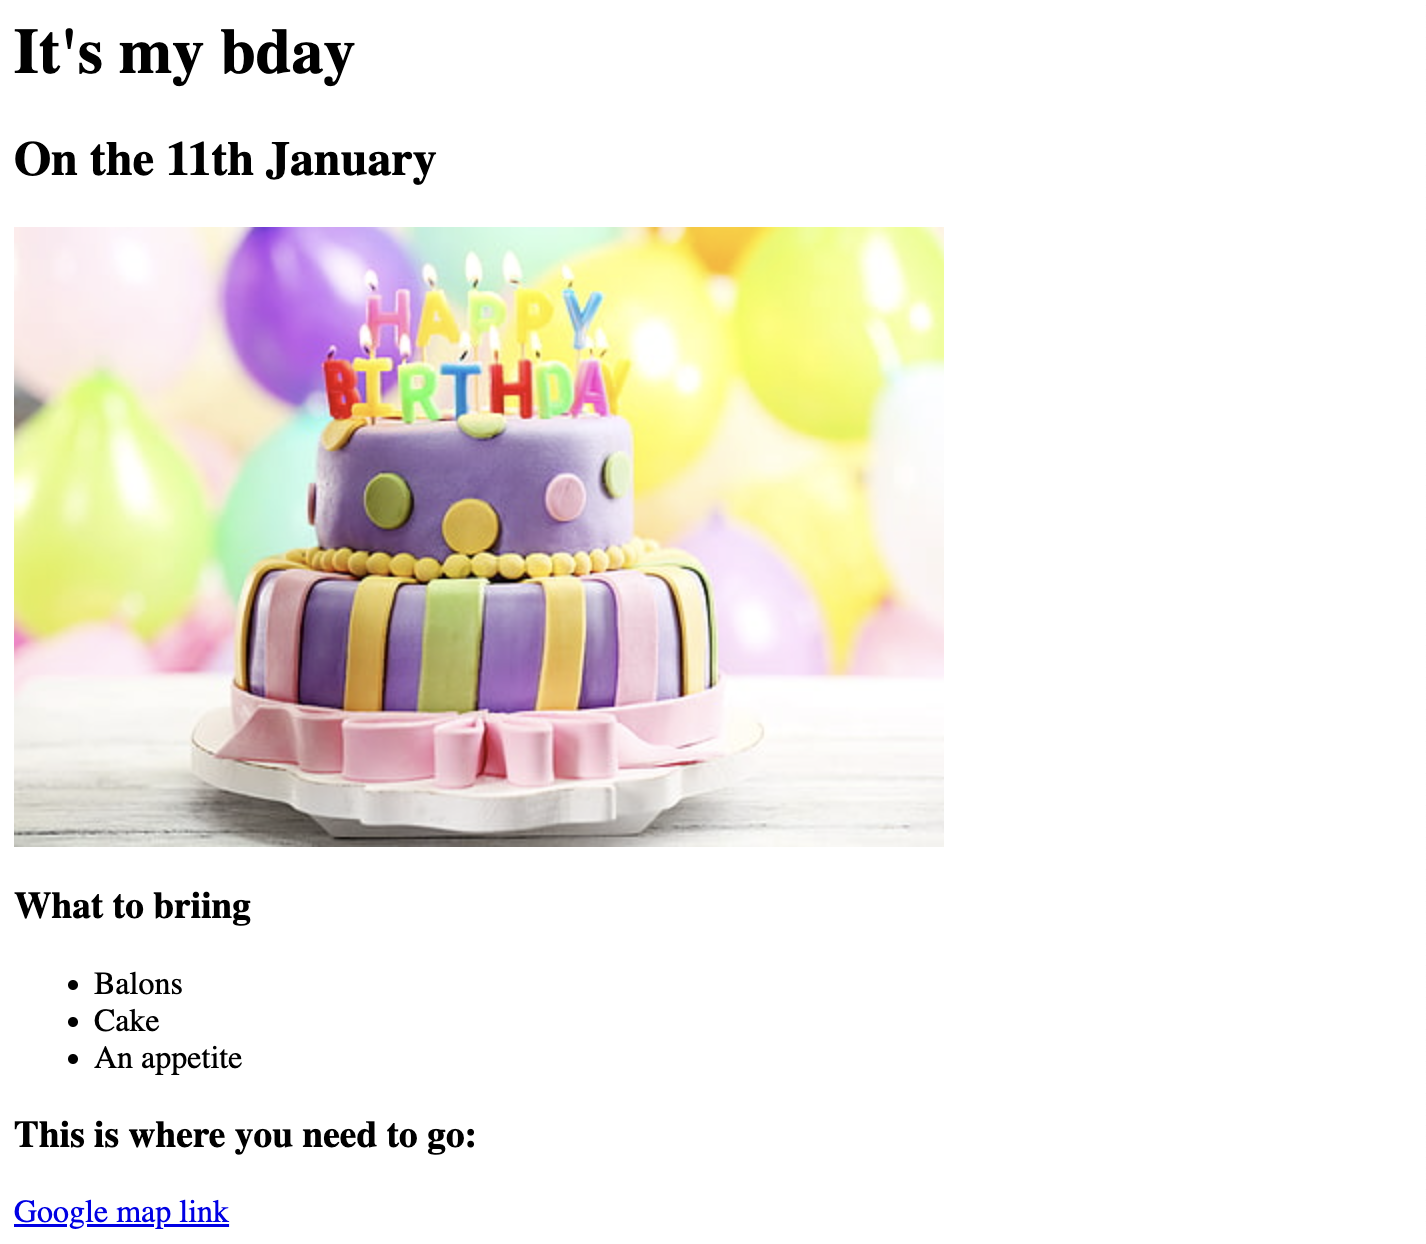 It's my bday
On the 11th January
HAPPY
BIRTHDAY
What to briing
Balons
Cake
An appetite
This is where you need to go:
Google map link